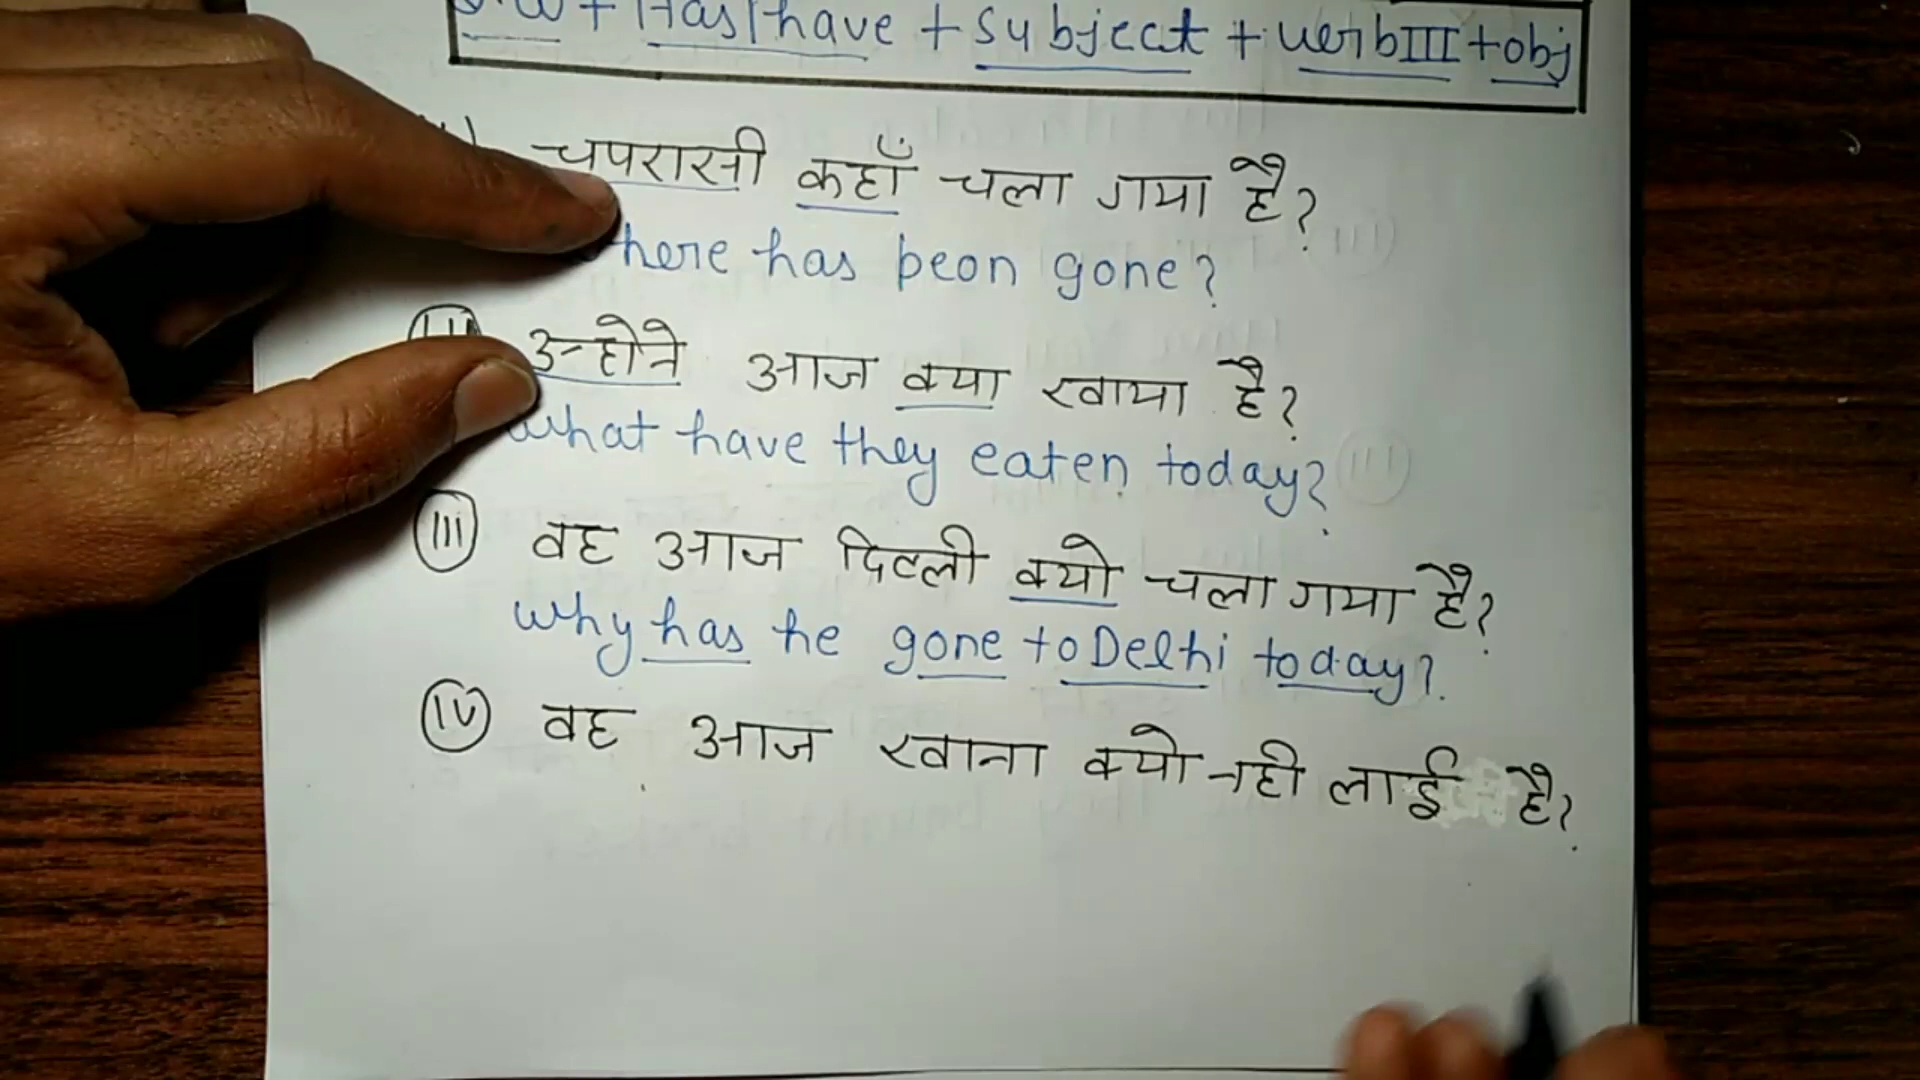 + Has/have + Subject + verbIII + obj
चपरासी कहाँ चला गया है?
here has peon gone?
उन्होने आज क्या खाया है?
what have they eaten today?
III वह आज दिल्ली क्यो चला गया है?
why has he gone to Delhi today?
IV वह आज खाना क्यो नही लाई है?